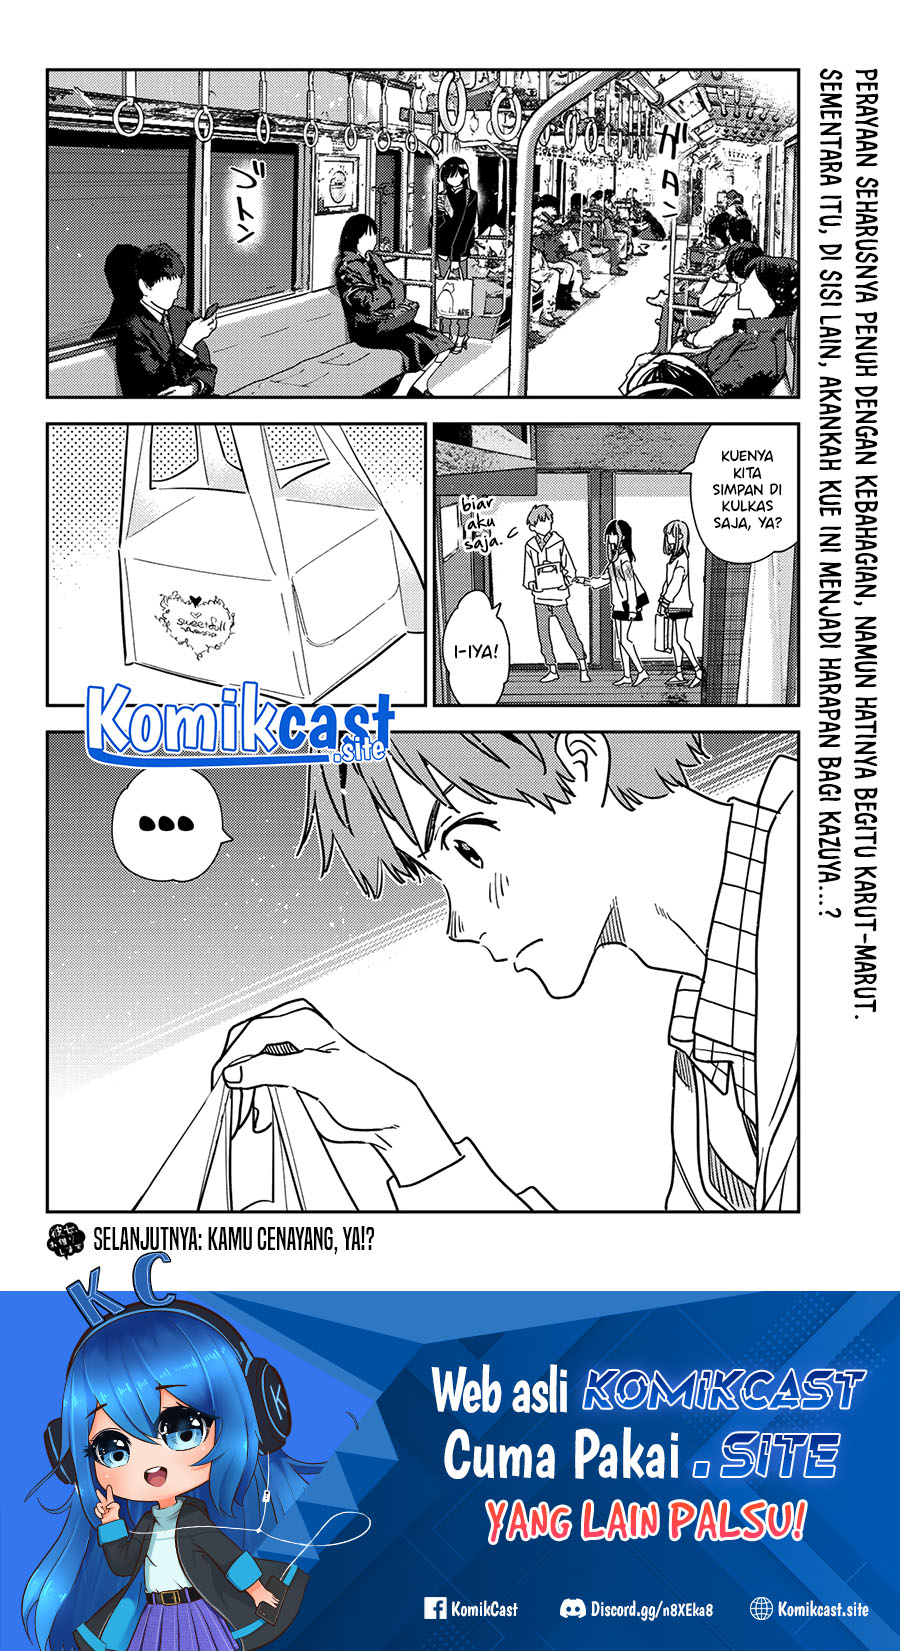 PERAYAAN SEHARUSNYA PENUH DENGAN KEBAHAGIAN, NAMUN HATINYA BEGITU KARUT-MARUT.
SEMENTARA ITU, DI SISI LAIN, AKANKAH KUE INI MENJADI HARAPAN BAGI KAZUYA...?
ガタン
ゴトン
KUENYA
KITA
SIMPAN DI
KULKAS
SAJA, YA?
biar
aku
saja.
I-IYA!
sweetfull
Komikcast
.site
...
SELANJUTNYA: KAMU CENAYANG, YA!?
KC
K
Web asli KOMIKCAST
Cuma Pakai .SITE
YANG LAIN PALSU!
KomikCast
Discord.gg/n8XEka8
Komikcast.site